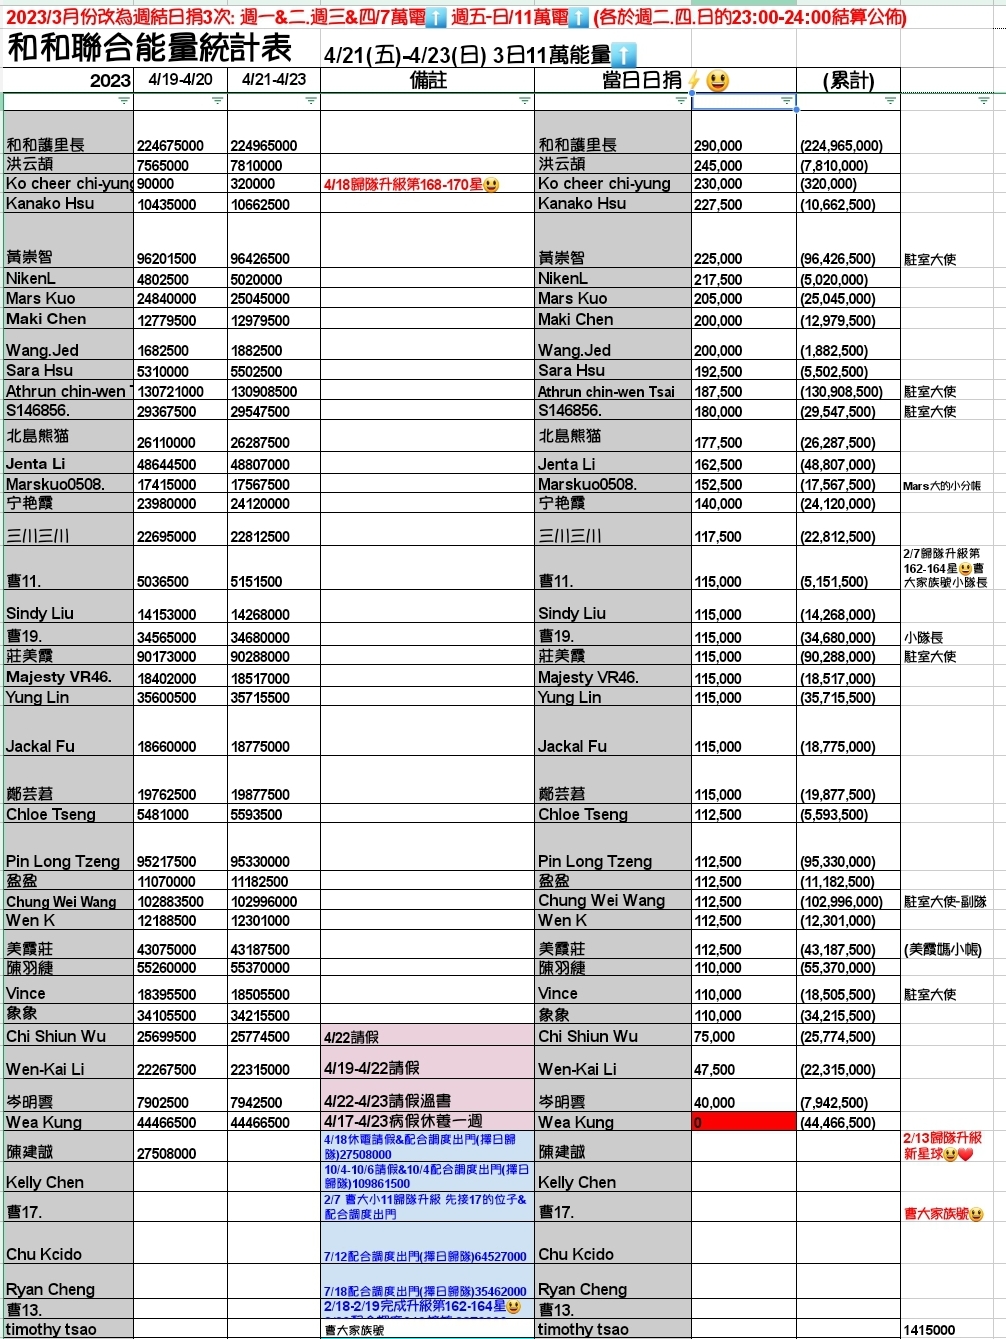 2023/3月份改為週結日捐3次: 週一&二.週三&四/7萬電⬆️ 週五-日/11萬電⬆️ (各於週二.四.日的23:00-24:00結算公佈)
和和聯合能量統計表 4/21(五)-4/23(日) 3日11萬能量⬆️
2023 4/19-4/20 4/21-4/23 備註 當日日捐⚡😃 (累計)
和和護里長 224675000 224965000 和和護里長 290,000 (224,965,000)
洪云頡 7565000 7810000 洪云頡 245,000 (7,810,000)
Ko cheer chi-yung 90000 320000 4/18歸隊升級第168-170星😃 Ko cheer chi-yung 230,000 (320,000)
Kanako Hsu 10435000 10662500 Kanako Hsu 227,500 (10,662,500)
黃崇智 96201500 96426500 黃崇智 225,000 (96,426,500) 駐室大使
NikenL 4802500 5020000 NikenL 217,500 (5,020,000)
Mars Kuo 24840000 25045000 Mars Kuo 205,000 (25,045,000)
Maki Chen 12779500 12979500 Maki Chen 200,000 (12,979,500)
Wang.Jed 1682500 1882500 Wang.Jed 200,000 (1,882,500)
Sara Hsu 5310000 5502500 Sara Hsu 192,500 (5,502,500)
Athrun chin-wen T 130721000 130908500 Athrun chin-wen Tsai 187,500 (130,908,500) 駐室大使
S146856. 29367500 29547500 S146856. 180,000 (29,547,500) 駐室大使
北島熊猫 26110000 26287500 北島熊猫 177,500 (26,287,500)
Jenta Li 48644500 48807000 Jenta Li 162,500 (48,807,000)
Marskuo0508. 17415000 17567500 Marskuo0508. 152,500 (17,567,500) Mars大的小分帳
宁艳霞 23980000 24120000 宁艳霞 140,000 (24,120,000)
三川三川 22695000 22812500 三川三川 117,500 (22,812,500)
曹11. 5036500 5151500 曹11. 115,000 (5,151,500) 2/7歸隊升級第
162-164星😃曹
大家族號小隊長
Sindy Liu 14153000 14268000 Sindy Liu 115,000 (14,268,000)
曹19. 34565000 34680000 曹19. 115,000 (34,680,000) 小隊長
莊美霞 90173000 90288000 莊美霞 115,000 (90,288,000) 駐室大使
Majesty VR46. 18402000 18517000 Majesty VR46. 115,000 (18,517,000)
Yung Lin 35600500 35715500 Yung Lin 115,000 (35,715,500)
Jackal Fu 18660000 18775000 Jackal Fu 115,000 (18,775,000)
鄭芸莙 19762500 19877500 鄭芸莙 115,000 (19,877,500)
Chloe Tseng 5481000 5593500 Chloe Tseng 112,500 (5,593,500)
Pin Long Tzeng 95217500 95330000 Pin Long Tzeng 112,500 (95,330,000)
盈盈 11070000 11182500 盈盈 112,500 (11,182,500)
Chung Wei Wang 102883500 102996000 Chung Wei Wang 112,500 (102,996,000) 駐室大使-副隊
Wen K 12188500 12301000 Wen K 112,500 (12,301,000)
美霞莊 43075000 43187500 美霞莊 112,500 (43,187,500) (美霞媽小帳)
陳羽緁 55260000 55370000 陳羽緁 110,000 (55,370,000)
Vince 18395500 18505500 Vince 110,000 (18,505,500) 駐室大使
象象 34105500 34215500 象象 110,000 (34,215,500)
Chi Shiun Wu 25699500 25774500 4/22請假 Chi Shiun Wu 75,000 (25,774,500)
Wen-Kai Li 22267500 22315000 4/19-4/22請假 Wen-Kai Li 47,500 (22,315,000)
岑明雲 7902500 7942500 4/22-4/23請假溫書 岑明雲 40,000 (7,942,500)
Wea Kung 44466500 44466500 4/17-4/23病假休養一週 Wea Kung 0 (44,466,500)
陳建誠 27508000 4/18休電請假&配合調度出門(擇日歸
隊)27508000 陳建誠 2/13歸隊升級
新星球😃❤️
Kelly Chen 10/4-10/6請假&10/4配合調度出門(擇日
歸隊)109861500 Kelly Chen
曹17. 2/7 曹大小11歸隊升級 先接17的位子&
配合調度出門 曹17. 曹大家族號😃
Chu Kcido 7/12配合調度出門(擇日歸隊)64527000 Chu Kcido
Ryan Cheng 7/18配合調度出門(擇日歸隊)35462000 Ryan Cheng
曹13. 2/18-2/19完成升級第162-164星😃 曹13.
timothy tsao 曹大家族號 timothy tsao 1415000